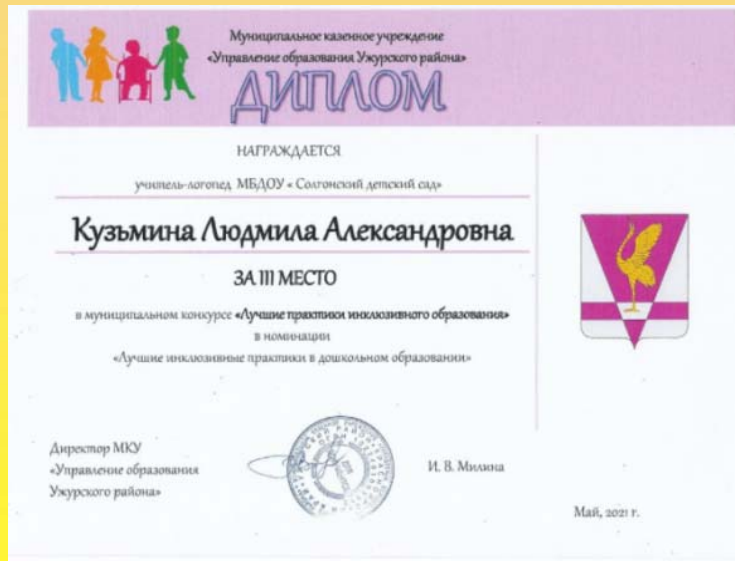 Муниципальное казенное учреждение
«Управление образования Ужурского района»
ДИПЛОМ
НАГРАЖДАЕТСЯ
учитель-логопед МБДОУ « Солгонский детский сад»
Кузьмина Людмила Александровна
ЗА III МЕСТО
в муниципальном конкурсе «Лучшие практики инклюзивного образования»
в номинации
«Лучшие инклюзивные практики в дошкольном образовании»
Директор МКУ
«Управление образования
Ужурского района»
И. В. Милина
Май, 2021 г.